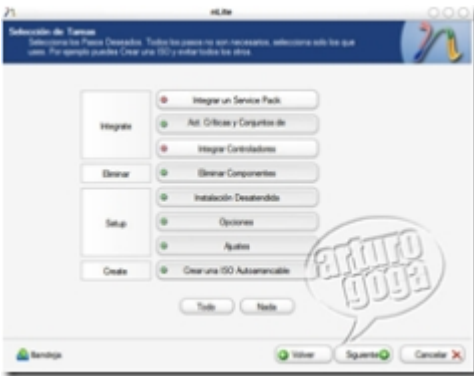 nLite
Selección de Tareas
Selecciona los Pasos Deseados. Todos los pasos no son necesarios, selecciona solo los que
uses. Por ejemplo puedes Crear una ISO y evitar todos los otros.
Integrate
Integrar un Service Pack
Act. Críticas y Conjuntos de
Integrar Controladores
Eliminar
Eliminar Componentes
Setup
Instalación Desatendida
Opciones
Ajustes
Create
Crear una ISO Autoarrancable
Todo
Nada
arturo
goga
Bandeja
Volver
Siguiente
Cancelar